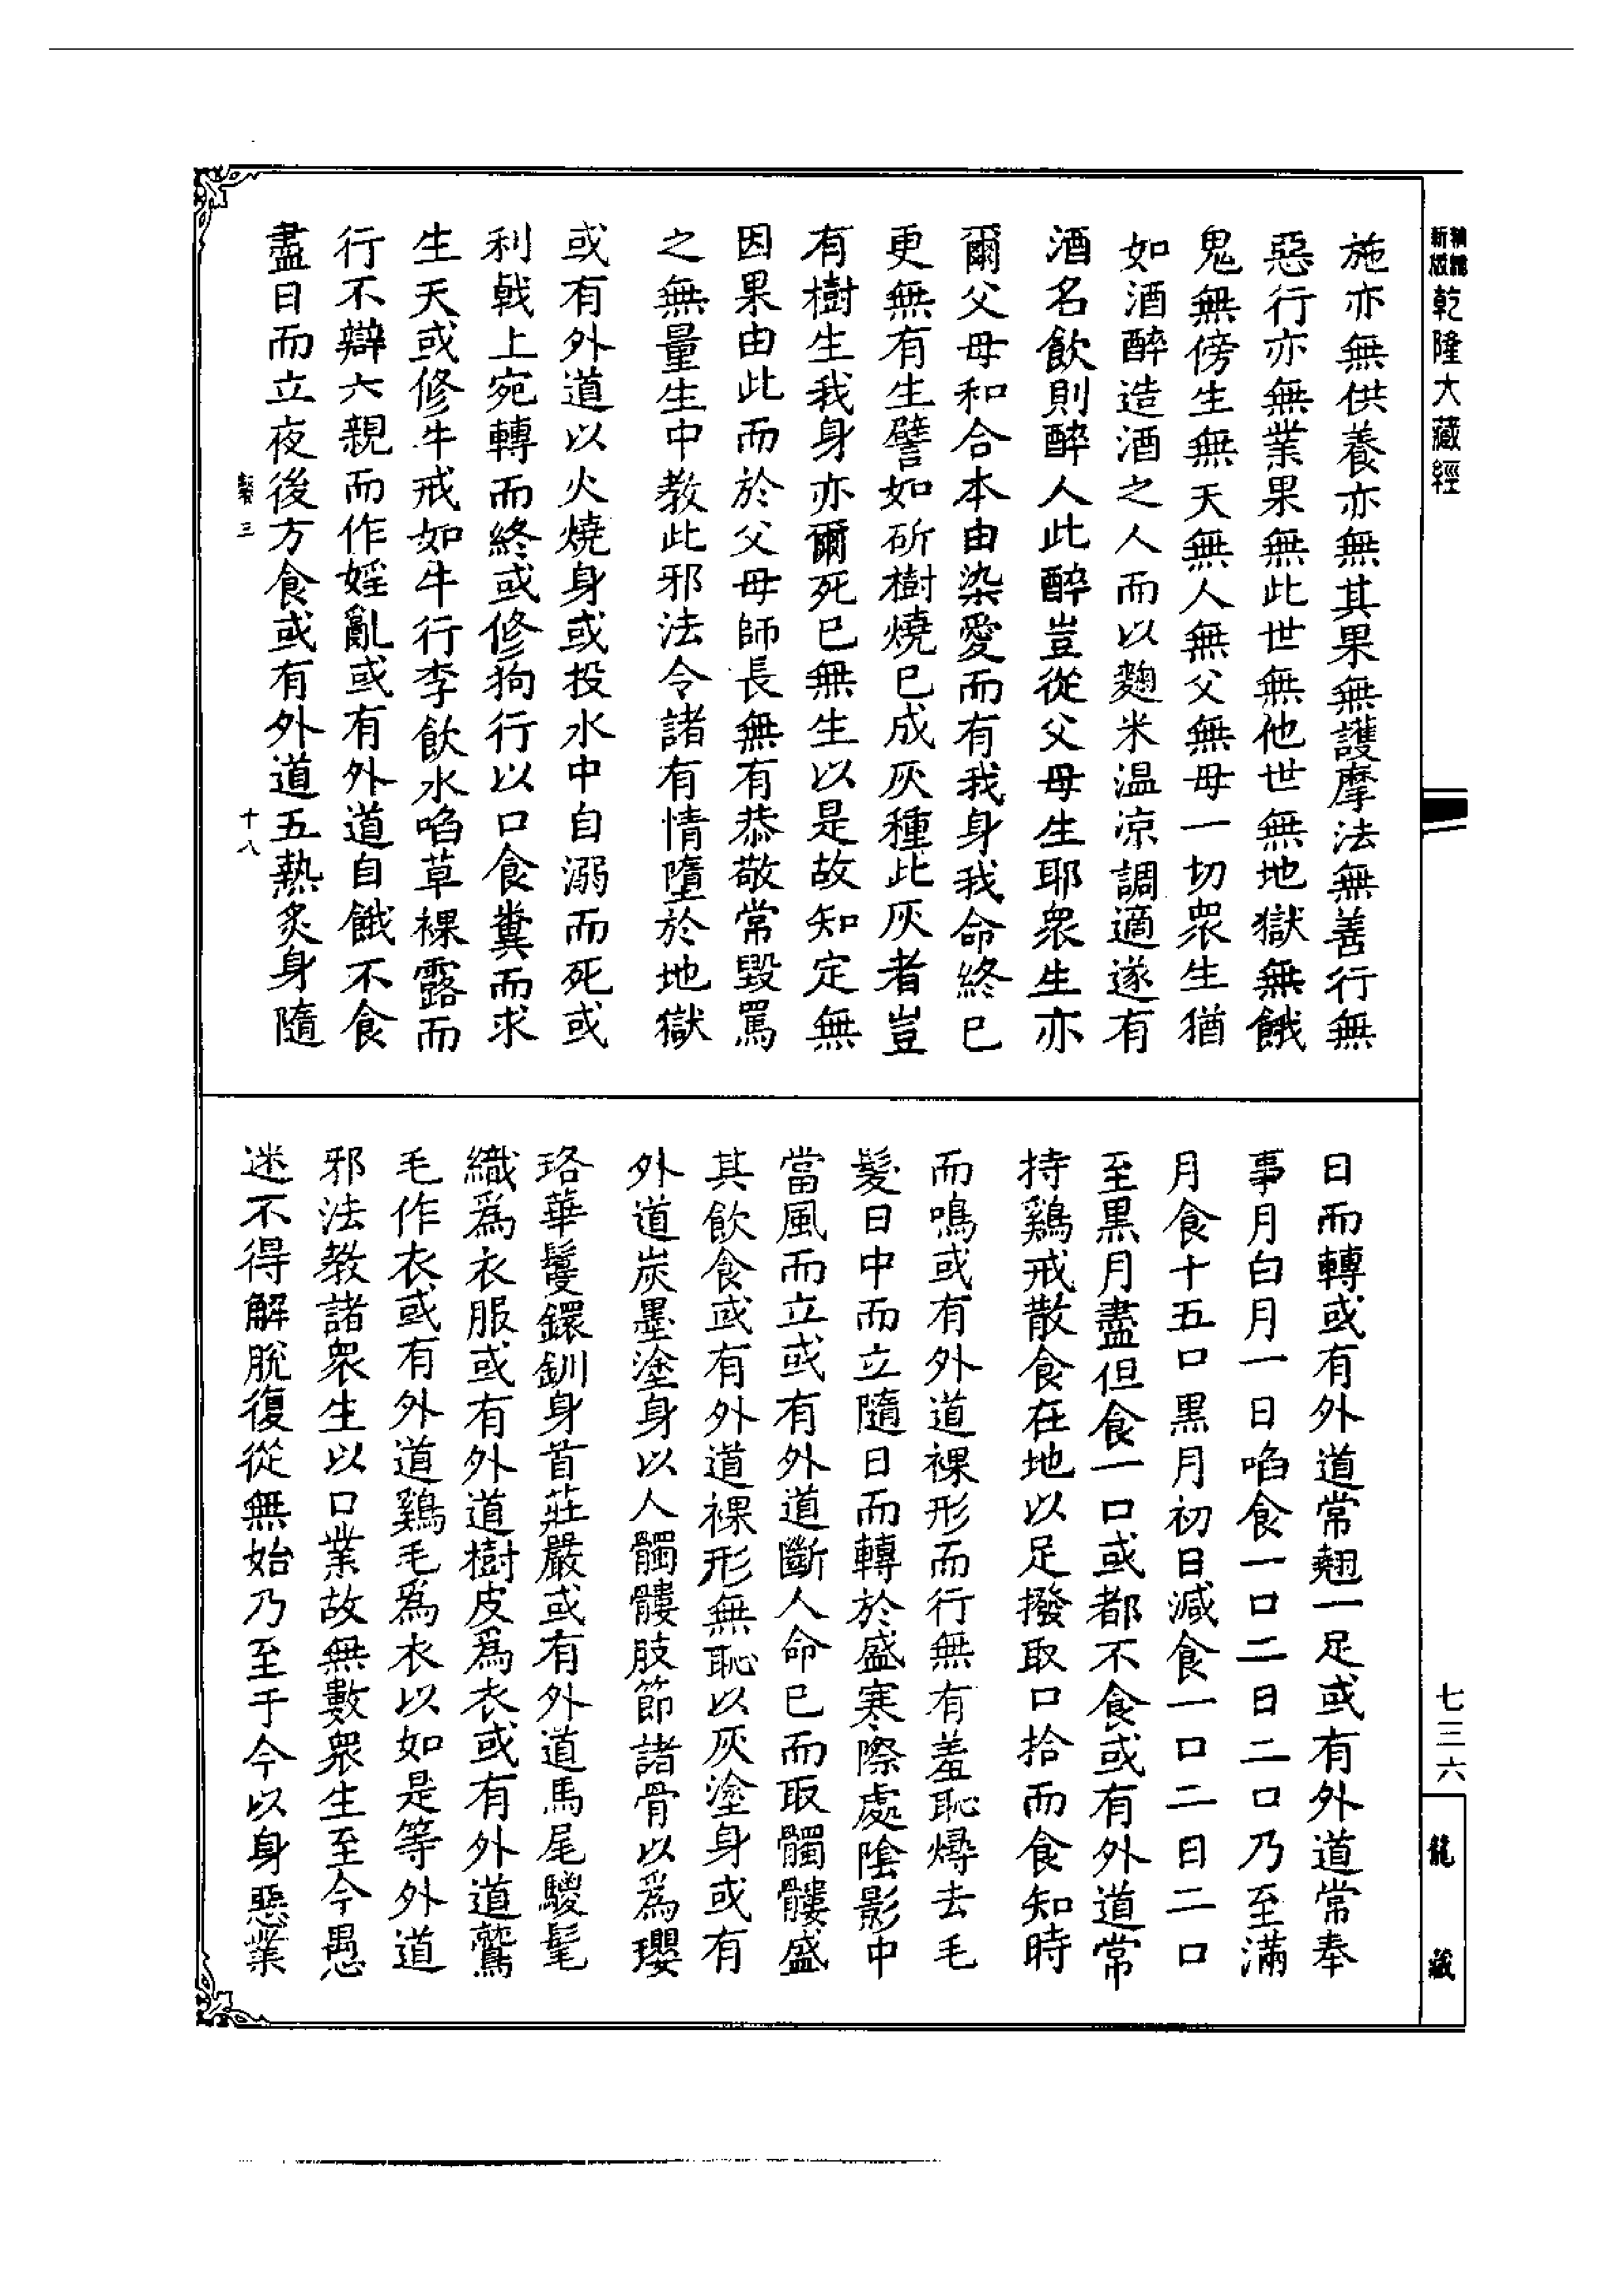 新版
乾隆大藏經
施亦無供養亦無其果無護摩法無善行無
惡行亦無業果無此世無他世無地獄無餓
鬼無傍生無天無人無父無母一切衆生猶
如酒醉造酒之人而以麴米温凉調適遂有
酒名飲則醉人此醉豈從父母生耶衆生亦
爾父母和合本由染愛而有我身我命終已
更無有生譬如斫樹燒已成灰種此灰者豈
有樹生我身亦爾死已無生以是故知定無
因果由此而於父母師長無有恭敬常毀罵
之無量生中教此邪法令諸有情墮於地獄
或有外道以火燒身或投水中自溺而死或
利戟上宛轉而終或修狗行以口食糞而求
生天或修牛戒如牛行李飲水啗草裸露而
行不辯六親而作婬亂或有外道自餓不食
盡日而立夜後方食或有外道五熱炙身隨
三
十八
日而轉或有外道常翹一足或有外道常奉
事月白月一日啗食一口二日二口乃至滿
月食十五口黑月初日減食一口二日二口
至黑月盡但食一口或都不食或有外道常
持鷄戒散食在地以足撥取口拾而食知時
而鳴或有外道裸形而行無有羞恥燖去毛
髮日中而立隨日而轉於盛寒際處陰影中
當風而立或有外道斷人命已而取髑髏盛
其飲食或有外道裸形無恥以灰塗身或有
外道炭墨塗身以人髑髏肢節諸骨以爲瓔
珞華鬘鐶釧身首莊嚴或有外道馬尾騣髦
織爲衣服或有外道樹皮爲衣或有外道鷲
毛作衣或有外道鷄毛爲衣以如是等外道
邪法教諸衆生以口業故無數衆生至今愚
迷不得解脫復從無始乃至于今以身惡業
七三六
龍藏